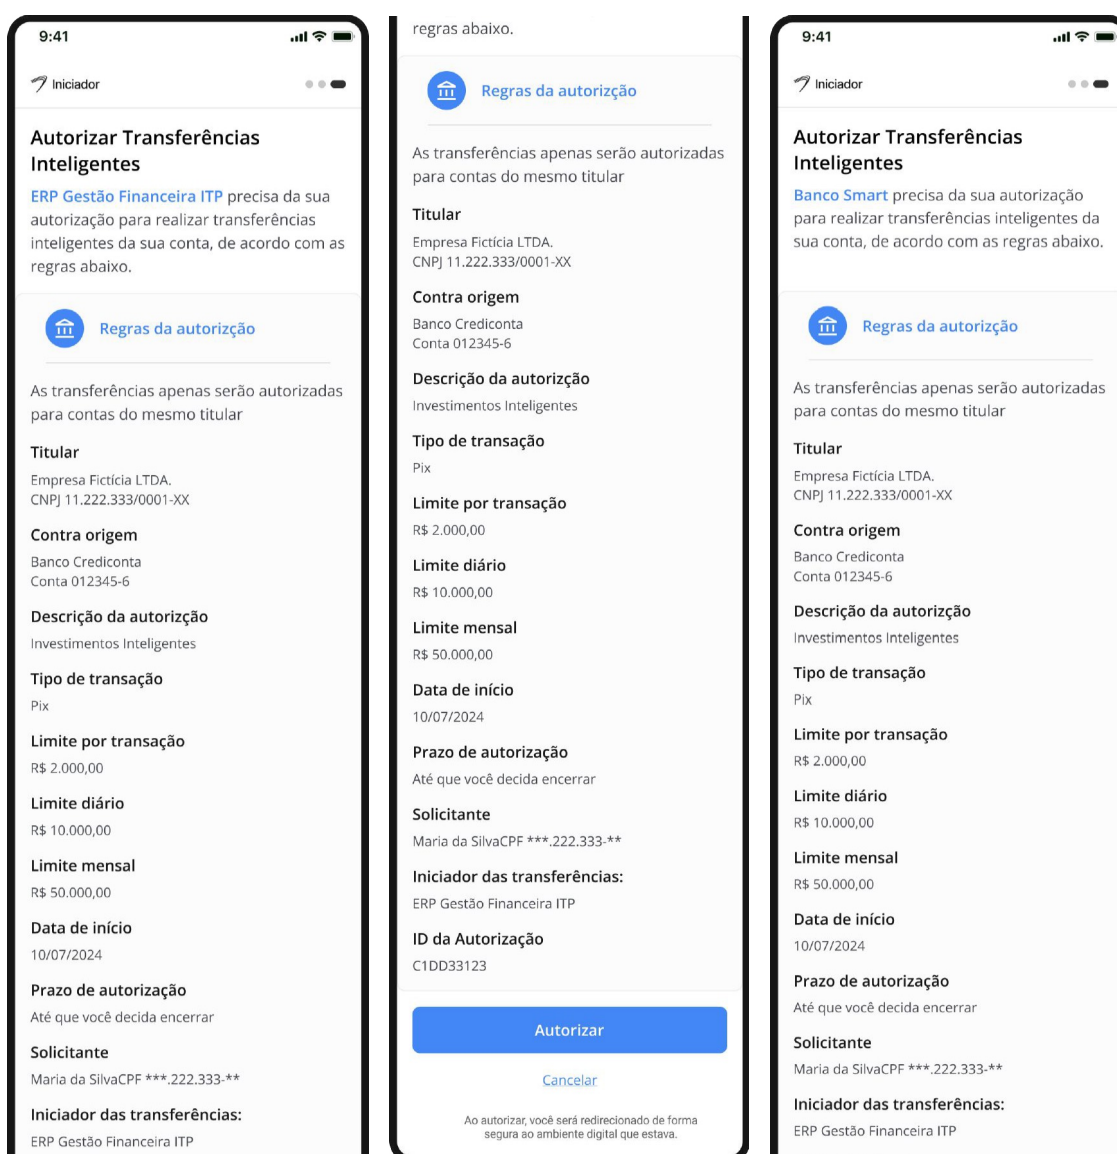 9:41
Iniciador
Autorizar Transferências
Inteligentes
ERP Gestão Financeira ITP precisa da sua
autorização para realizar transferências
inteligentes da sua conta, de acordo com as
regras abaixo.
Regras da autorizção
As transferências apenas serão autorizadas
para contas do mesmo titular
Titular
Empresa Fictícia LTDA.
CNPJ 11.222.333/0001-XX
Contra origem
Banco Crediconta
Conta 012345-6
Descrição da autorizção
Investimentos Inteligentes
Tipo de transação
Pix
Limite por transação
R$ 2.000,00
Limite diário
R$ 10.000,00
Limite mensal
R$ 50.000,00
Data de início
10/07/2024
Prazo de autorização
Até que você decida encerrar
Solicitante
Maria da SilvaCPF ***.222.333-**
Iniciador das transferências:
ERP Gestão Financeira ITP
regras abaixo.
Regras da autorizção
As transferências apenas serão autorizadas
para contas do mesmo titular
Titular
Empresa Fictícia LTDA.
CNPJ 11.222.333/0001-XX
Contra origem
Banco Crediconta
Conta 012345-6
Descrição da autorizção
Investimentos Inteligentes
Tipo de transação
Pix
Limite por transação
R$ 2.000,00
Limite diário
R$ 10.000,00
Limite mensal
R$ 50.000,00
Data de início
10/07/2024
Prazo de autorização
Até que você decida encerrar
Solicitante
Maria da SilvaCPF ***.222.333-**
Iniciador das transferências:
ERP Gestão Financeira ITP
ID da Autorização
C1DD33123
Autorizar
Cancelar
Ao autorizar, você será redirecionado de forma
segura ao ambiente digital que estava.
9:41
Iniciador
Autorizar Transferências
Inteligentes
Banco Smart precisa da sua autorização
para realizar transferências inteligentes da
sua conta, de acordo com as regras abaixo.
Regras da autorizção
As transferências apenas serão autorizadas
para contas do mesmo titular
Titular
Empresa Fictícia LTDA.
CNPJ 11.222.333/0001-XX
Contra origem
Banco Crediconta
Conta 012345-6
Descrição da autorizção
Investimentos Inteligentes
Tipo de transação
Pix
Limite por transação
R$ 2.000,00
Limite diário
R$ 10.000,00
Limite mensal
R$ 50.000,00
Data de início
10/07/2024
Prazo de autorização
Até que você decida encerrar
Solicitante
Maria da SilvaCPF ***.222.333-**
Iniciador das transferências:
ERP Gestão Financeira ITP